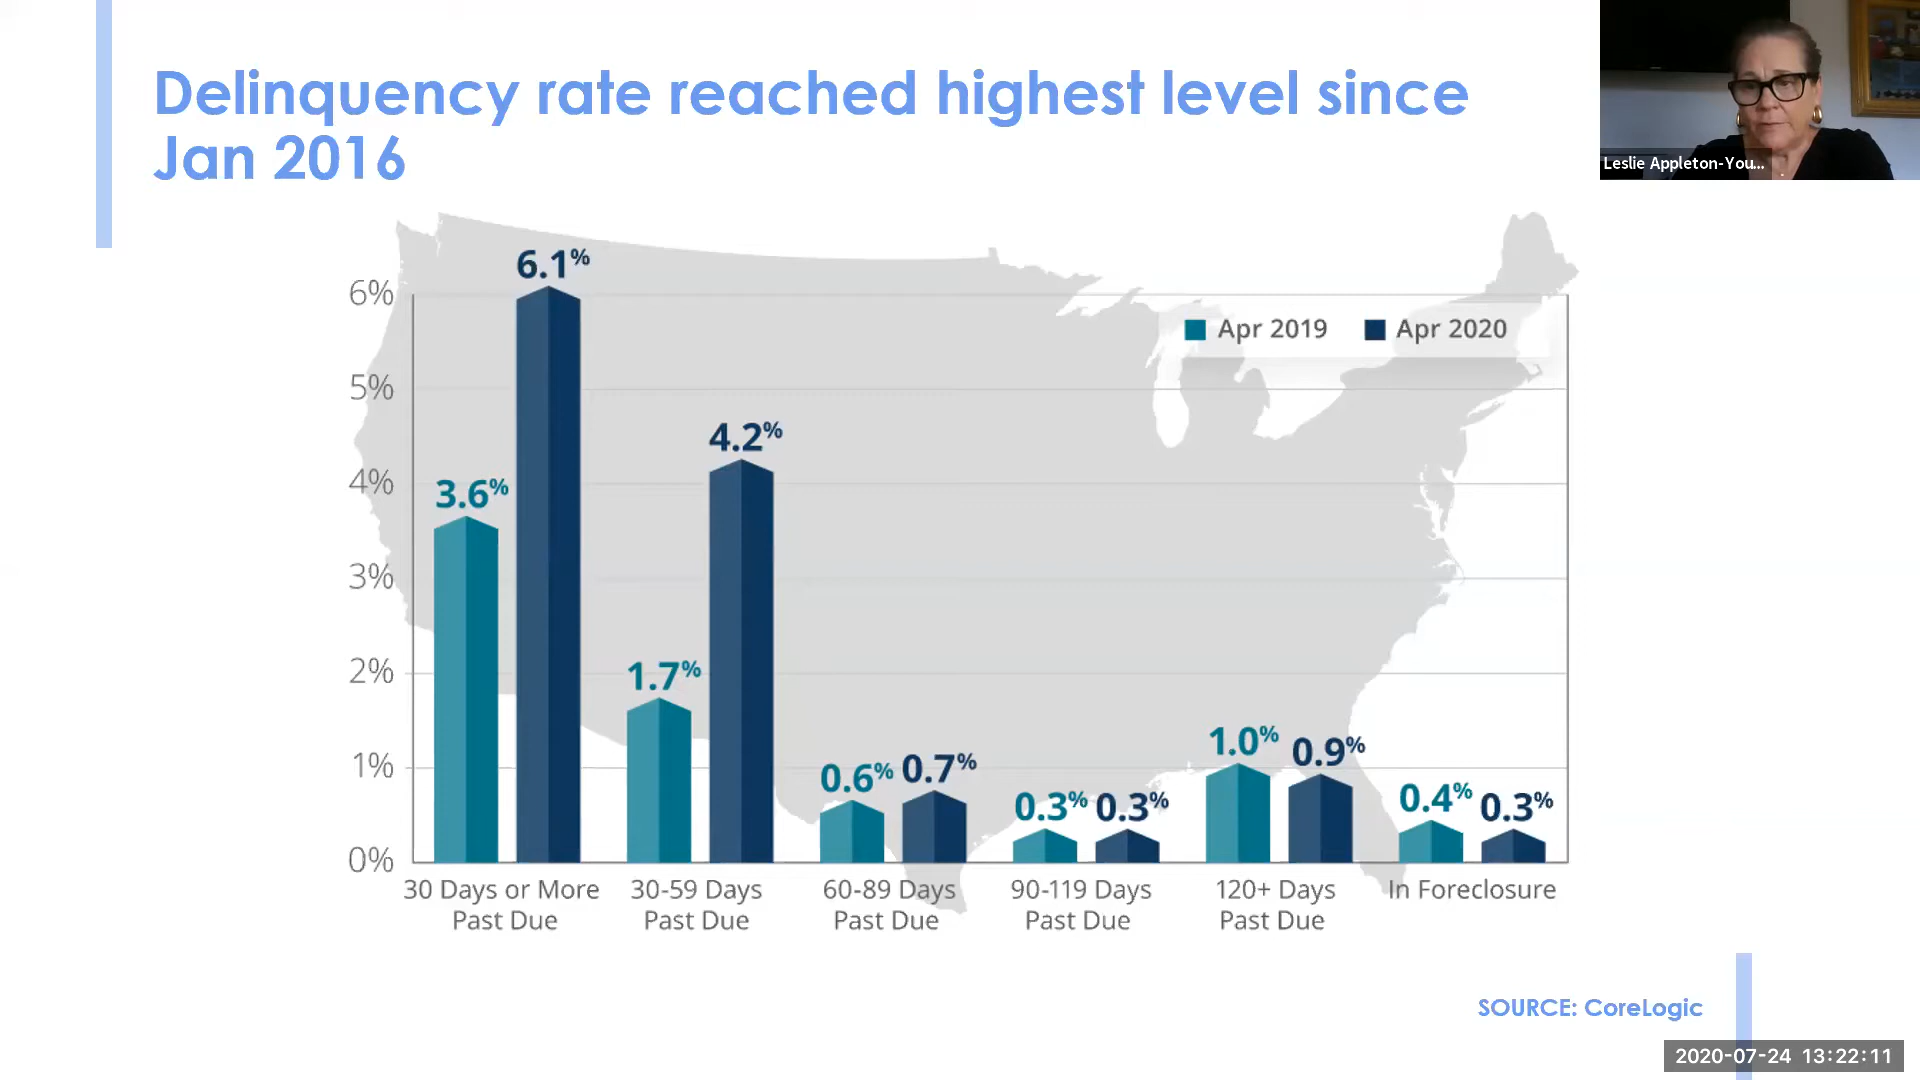 Delinquency rate reached highest level since
Jan 2016
Leslie Appleton-You...
6.1%
6%
Apr 2019
Apr 2020
5%
4.2%
4%
3.6%
3%
2%
1.7%
1%
1.0%
0.9%
0.6%
0.7%
0.3%
0.3%
0.4%
0.3%
0%
30 Days or More
Past Due
30-59 Days
Past Due
60-89 Days
Past Due
90-119 Days
Past Due
120+ Days
Past Due
In Foreclosure
SOURCE: CoreLogic
2020-07-24 13:22:11